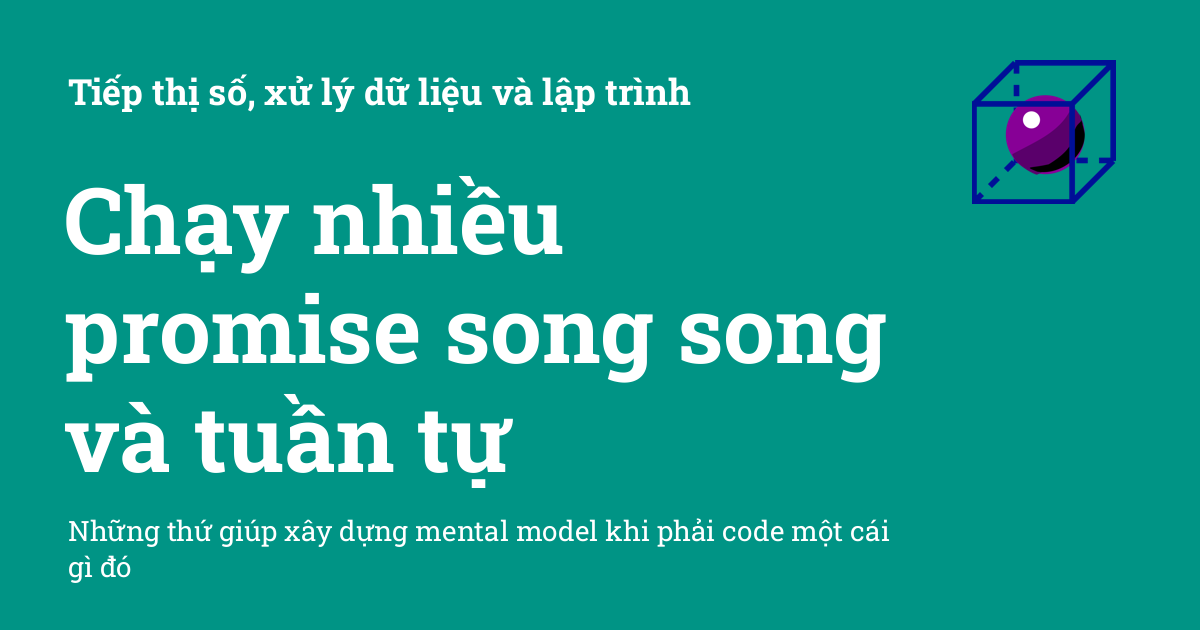 Tiếp thị số, xử lý dữ liệu và lập trình
Chạy nhiều
promise song song
và tuần tự
Những thứ giúp xây dựng mental model khi phải code một cái
gì đó